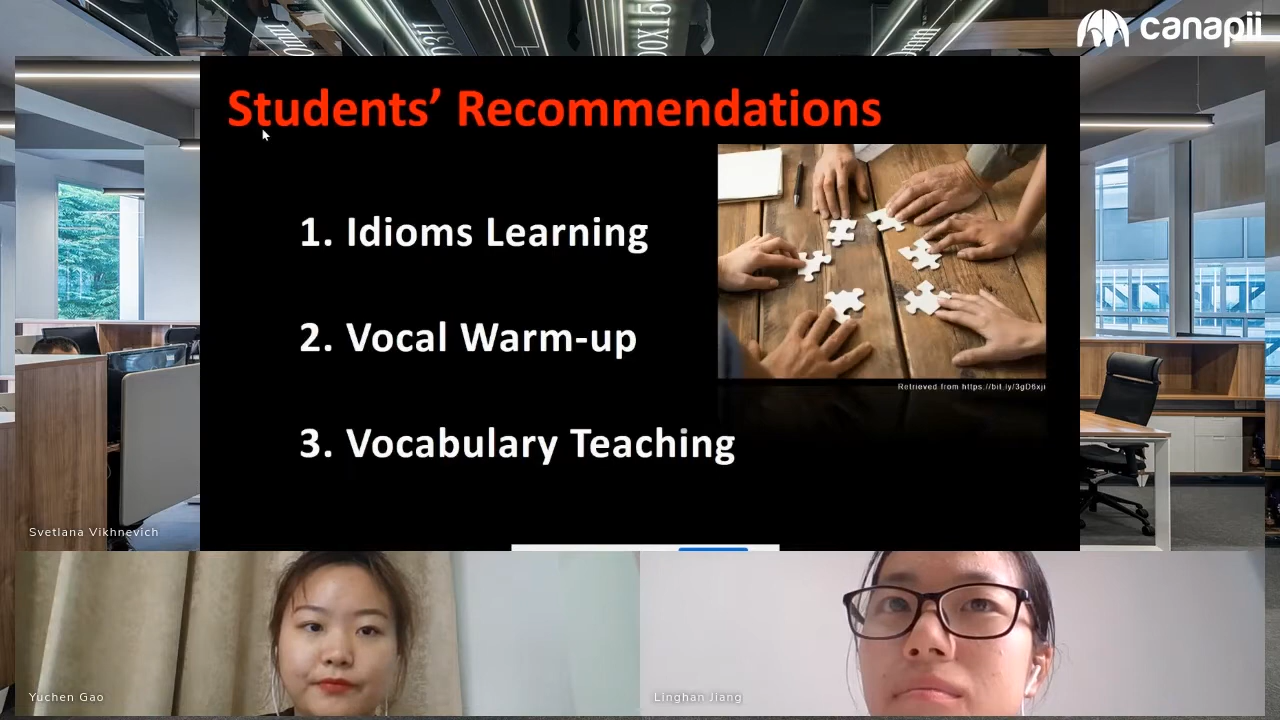 canapii
Students’ Recommendations
1. Idioms Learning
2. Vocal Warm-up
Retrieved from https://bit.ly/3gD6xji
3. Vocabulary Teaching
Svetlana Vikhnevich
Yuchen Gao
Linghan Jiang